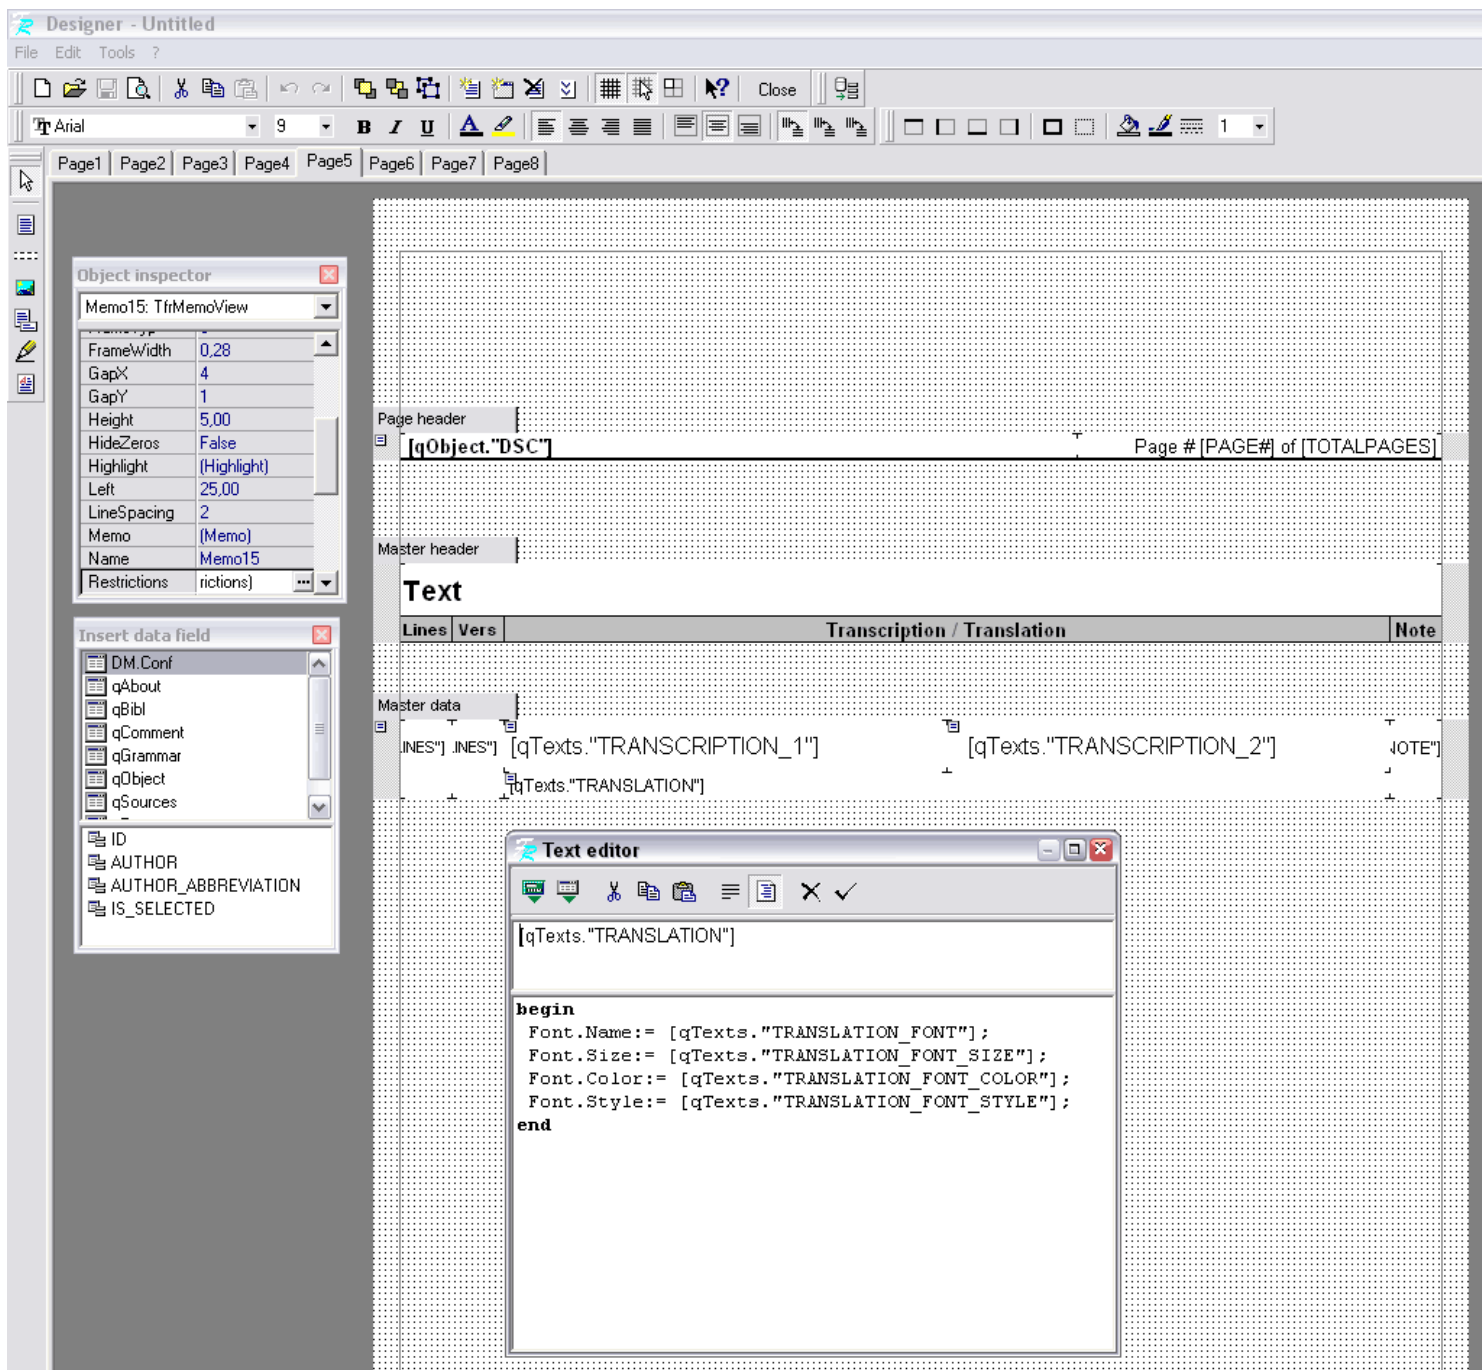 Designer - Untitled
File Edit Tools ?
Close
Arial 9 B I U A 1
Page1 Page2 Page3 Page4 Page5 Page6 Page7 Page8
Object inspector
Memo15: TfrMemoView
FrameWidth 0,28
GapX 4
GapY 1
Height 5,00
HideZeros False
Highlight (Highlight)
Left 25,00
LineSpacing 2
Memo (Memo)
Name Memo15
Restrictions rictions) ...
Insert data field
DM.Conf
qAbout
qBibl
qComment
qGrammar
qObject
qSources
ID
AUTHOR
AUTHOR_ABBREVIATION
IS_SELECTED
Page header
[qObject."DSC"] Page # [PAGE#] of [TOTALPAGES]
Master header
Text
Lines Vers Transcription / Translation Note
Master data
.INES"] .INES"] [qTexts."TRANSCRIPTION_1"] [qTexts."TRANSCRIPTION_2"] NOTE"]
[qTexts."TRANSLATION"]
Text editor
[qTexts."TRANSLATION"]
begin
Font.Name:= [qTexts."TRANSLATION_FONT"];
Font.Size:= [qTexts."TRANSLATION_FONT_SIZE"];
Font.Color:= [qTexts."TRANSLATION_FONT_COLOR"];
Font.Style:= [qTexts."TRANSLATION_FONT_STYLE"];
end